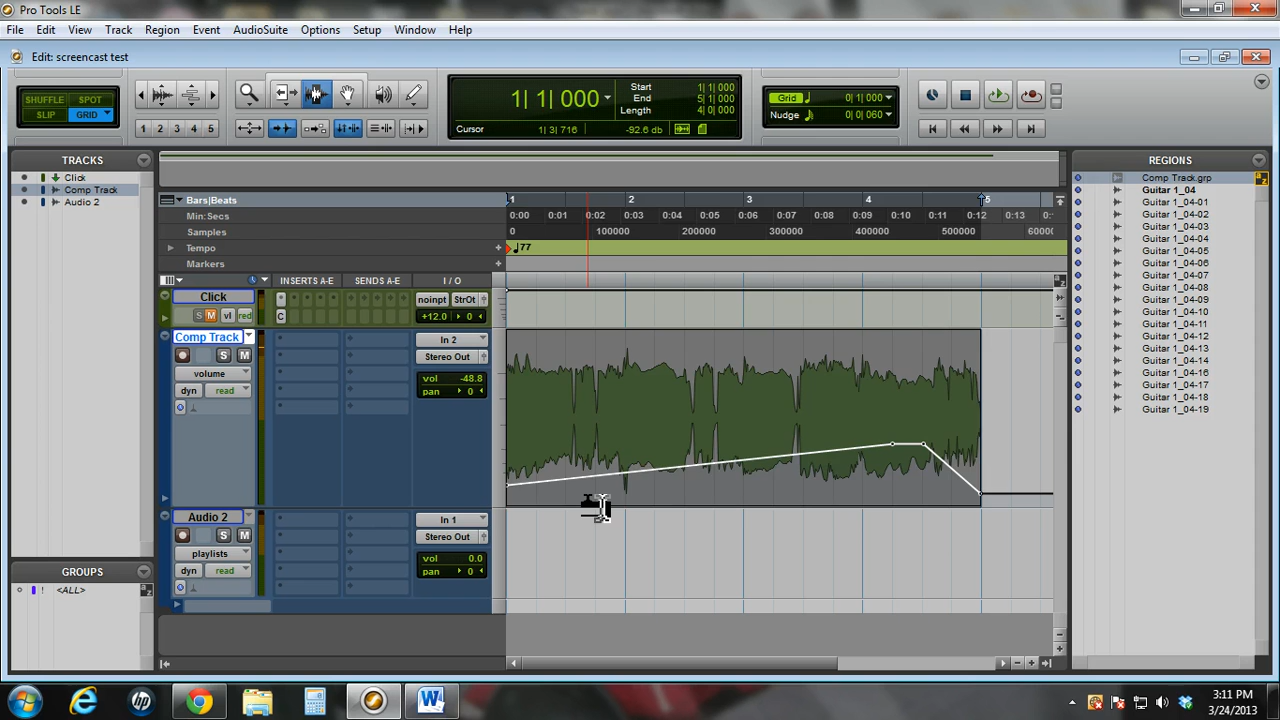 Pro Tools LE
File Edit View Track Region Event AudioSuite Options Setup Window Help
Edit: screencast test
SHUFFLE SPOT
SLIP GRID
1 2 3 4 5
1| 1| 000
Start 1| 1| 000
End 5| 1| 000
Length 4| 0| 000
Cursor 1| 3| 716 -92.6 db
Grid 0| 1| 000
Nudge 0| 0| 060
TRACKS
Click
Comp Track
Audio 2
GROUPS
! <ALL>
Bars|Beats 1 2 3 4 5
Min:Secs 0:00 0:01 0:02 0:03 0:04 0:05 0:06 0:07 0:08 0:09 0:10 0:11 0:12 0:13
Samples 0 100000 200000 300000 400000 500000 60000
Tempo 77
Markers
INSERTS A-E SENDS A-E I / O
Click
S M vl red
C
noinpt StrOt
+12.0 0
Comp Track
S M
volume
dyn read
In 2
Stereo Out
vol -48.8
pan 0
Audio 2
S M
playlists
dyn read
In 1
Stereo Out
vol 0.0
pan 0
REGIONS
Comp Track.grp
Guitar 1_04
Guitar 1_04-01
Guitar 1_04-02
Guitar 1_04-03
Guitar 1_04-04
Guitar 1_04-05
Guitar 1_04-06
Guitar 1_04-07
Guitar 1_04-08
Guitar 1_04-09
Guitar 1_04-10
Guitar 1_04-11
Guitar 1_04-12
Guitar 1_04-13
Guitar 1_04-14
Guitar 1_04-16
Guitar 1_04-17
Guitar 1_04-18
Guitar 1_04-19
3:11 PM
3/24/2013